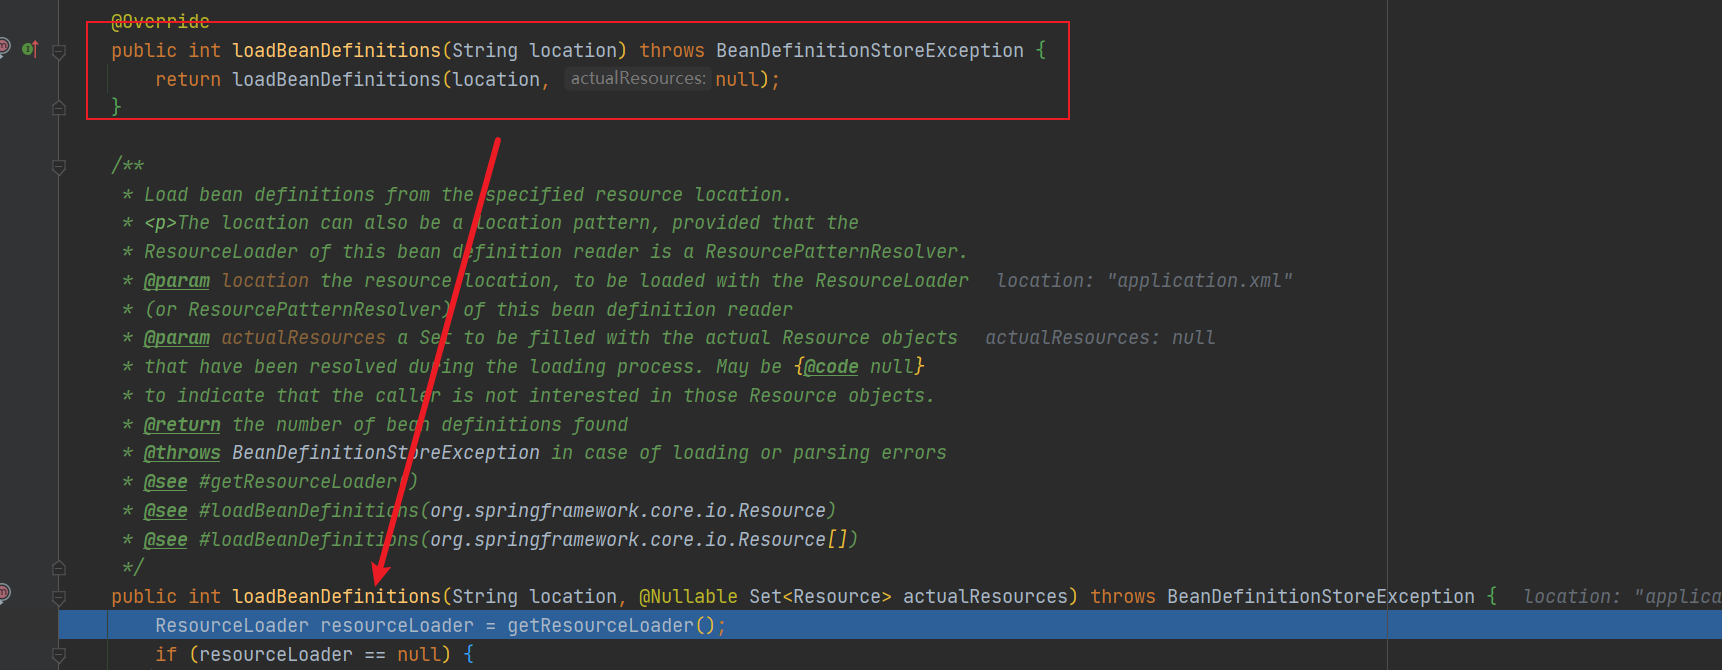 @Override
public int loadBeanDefinitions(String location) throws BeanDefinitionStoreException {
return loadBeanDefinitions(location, actualResources: null);
}
/**
* Load bean definitions from the specified resource location.
* <p>The location can also be a location pattern, provided that the
* ResourceLoader of this bean definition reader is a ResourcePatternResolver.
* @param location the resource location, to be loaded with the ResourceLoader location: "application.xml"
* (or ResourcePatternResolver) of this bean definition reader
* @param actualResources a Set to be filled with the actual Resource objects actualResources: null
* that have been resolved during the loading process. May be {@code null}
* to indicate that the caller is not interested in those Resource objects.
* @return the number of bean definitions found
* @throws BeanDefinitionStoreException in case of loading or parsing errors
* @see #getResourceLoader()
* @see #loadBeanDefinitions(org.springframework.core.io.Resource)
* @see #loadBeanDefinitions(org.springframework.core.io.Resource[])
*/
public int loadBeanDefinitions(String location, @Nullable Set<Resource> actualResources) throws BeanDefinitionStoreException { location: "applica
ResourceLoader resourceLoader = getResourceLoader();
if (resourceLoader == null) {